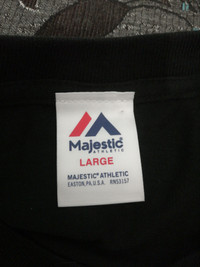 Majestic®
ATHLETIC
LARGE
MAJESTIC® ATHLETIC
EASTON, PA. U.S.A. RN53157